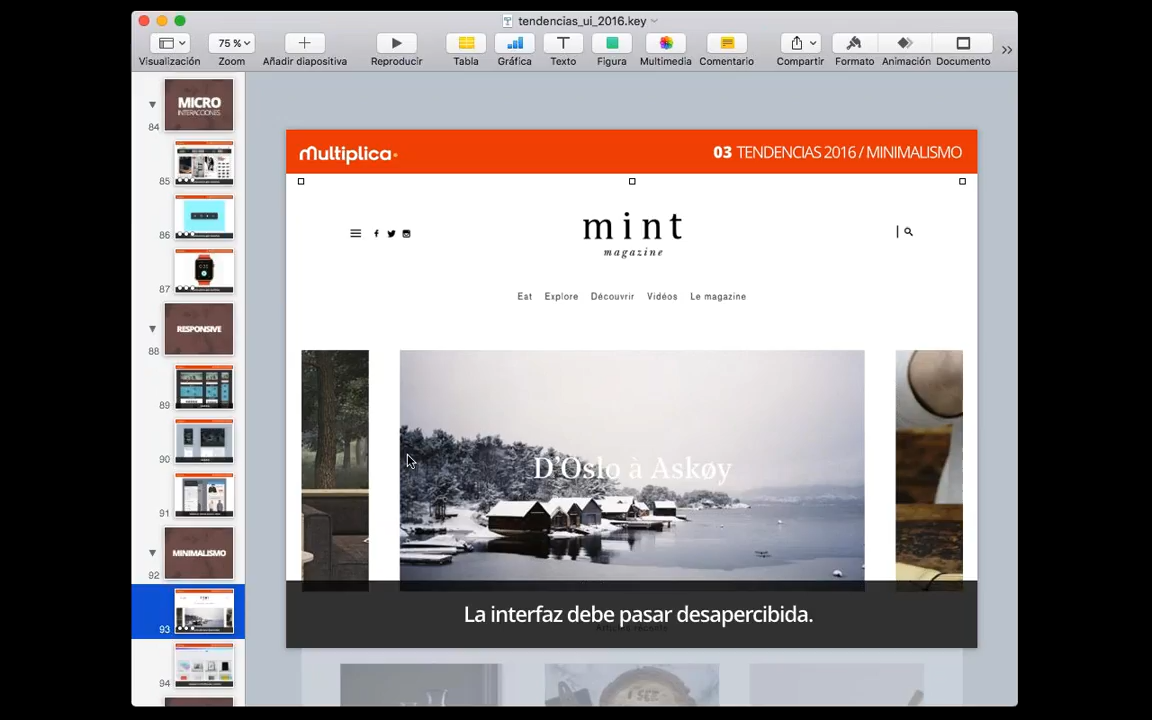 tendencias_ui_2016.key
75 %
Visualización Zoom Añadir diapositiva Reproducir Tabla Gráfica Texto Figura Multimedia Comentario Compartir Formato Animación Documento
MICRO
INTERACCIONES
84
85
86
87
RESPONSIVE
88
89
90
91
MINIMALISMO
92
93
94
Multiplica
03 TENDENCIAS 2016 / MINIMALISMO
mint
magazine
Eat Explore Découvrir Vidéos Le magazine
D'Oslo à Askøy
La interfaz debe pasar desapercibida.